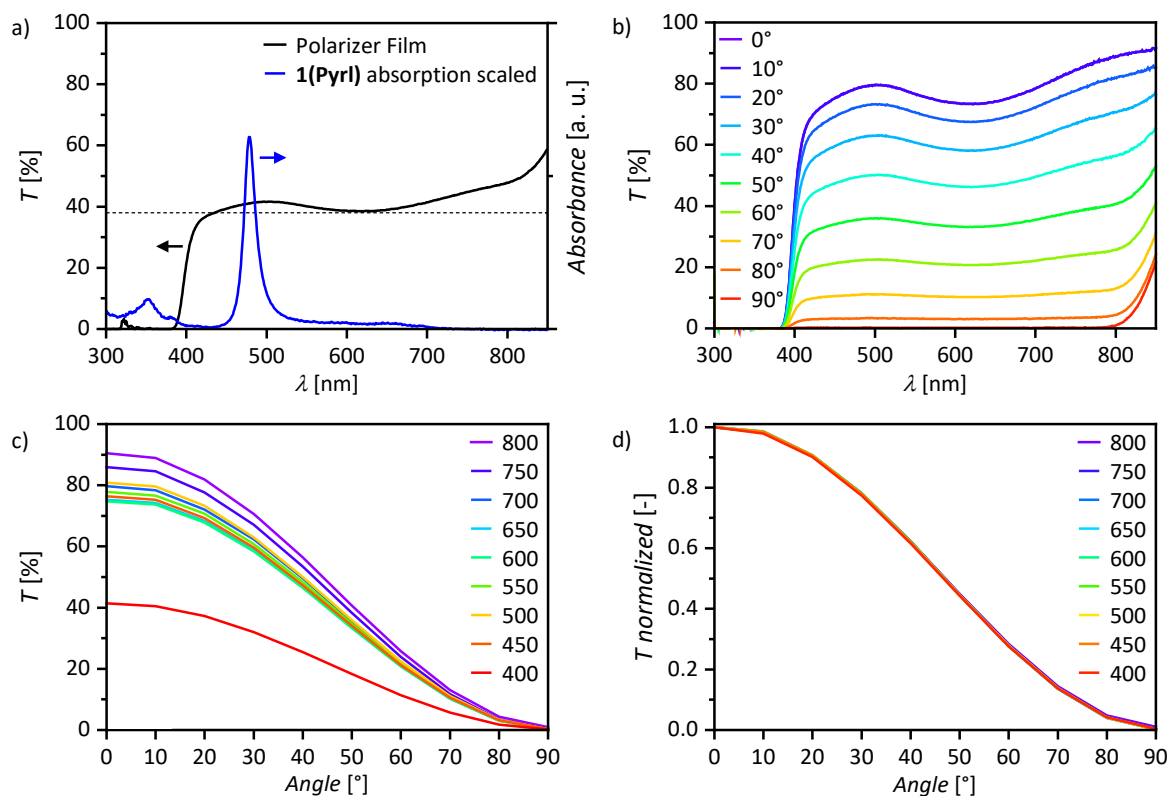 a)
100
80
60
40
20
0
T [%]
Polarizer Film
1(Pyrl) absorption scaled
Absorbance [a. u.]
300 400 500 600 700 800
λ [nm]
b)
100
80
60
40
20
0
T [%]
0°
10°
20°
30°
40°
50°
60°
70°
80°
90°
300 400 500 600 700 800
λ [nm]
c)
100
80
60
40
20
0
T [%]
800
750
700
650
600
550
500
450
400
0 10 20 30 40 50 60 70 80 90
Angle [°]
d)
1.0
0.8
0.6
0.4
0.2
0.0
T normalized [-]
800
750
700
650
600
550
500
450
400
0 10 20 30 40 50 60 70 80 90
Angle [°]